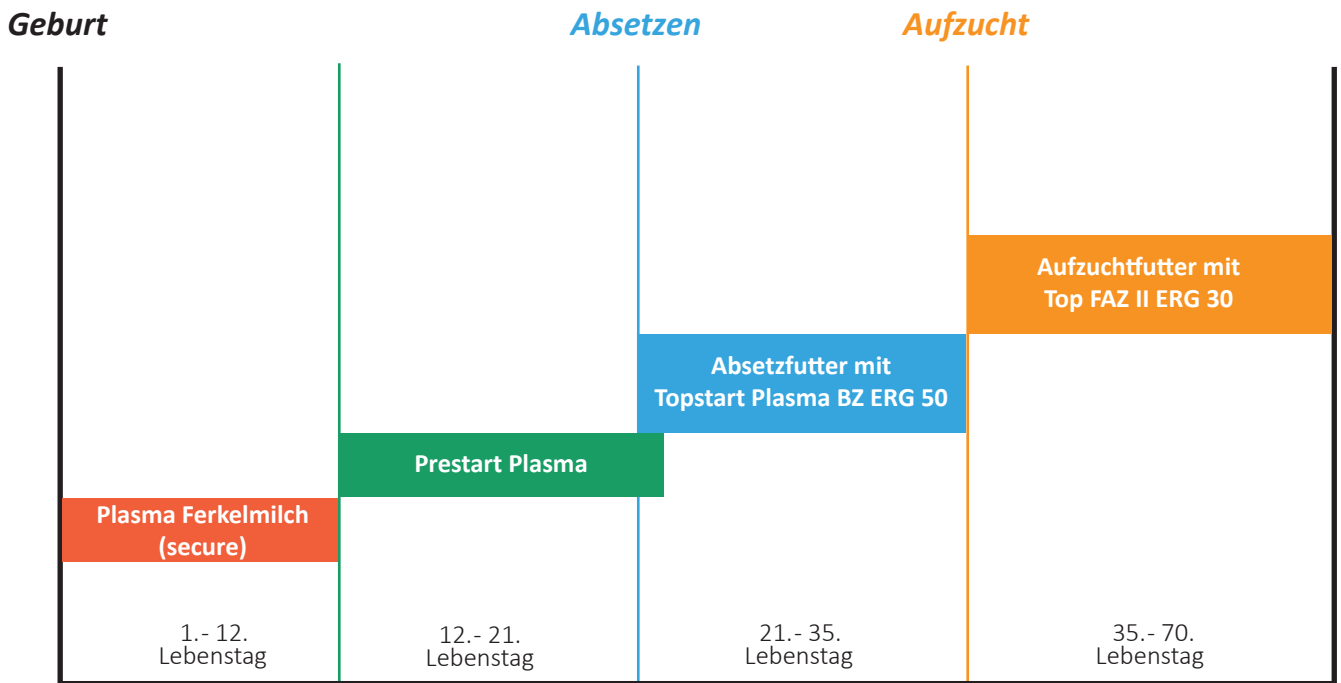 Geburt
Absetzen
Aufzucht
Aufzuchtfutter mit
Top FAZ II ERG 30
Absetzfutter mit
Topstart Plasma BZ ERG 50
Prestart Plasma
Plasma Ferkelmilch
(secure)
1.- 12.
Lebenstag
12.- 21.
Lebenstag
21.- 35.
Lebenstag
35.- 70.
Lebenstag